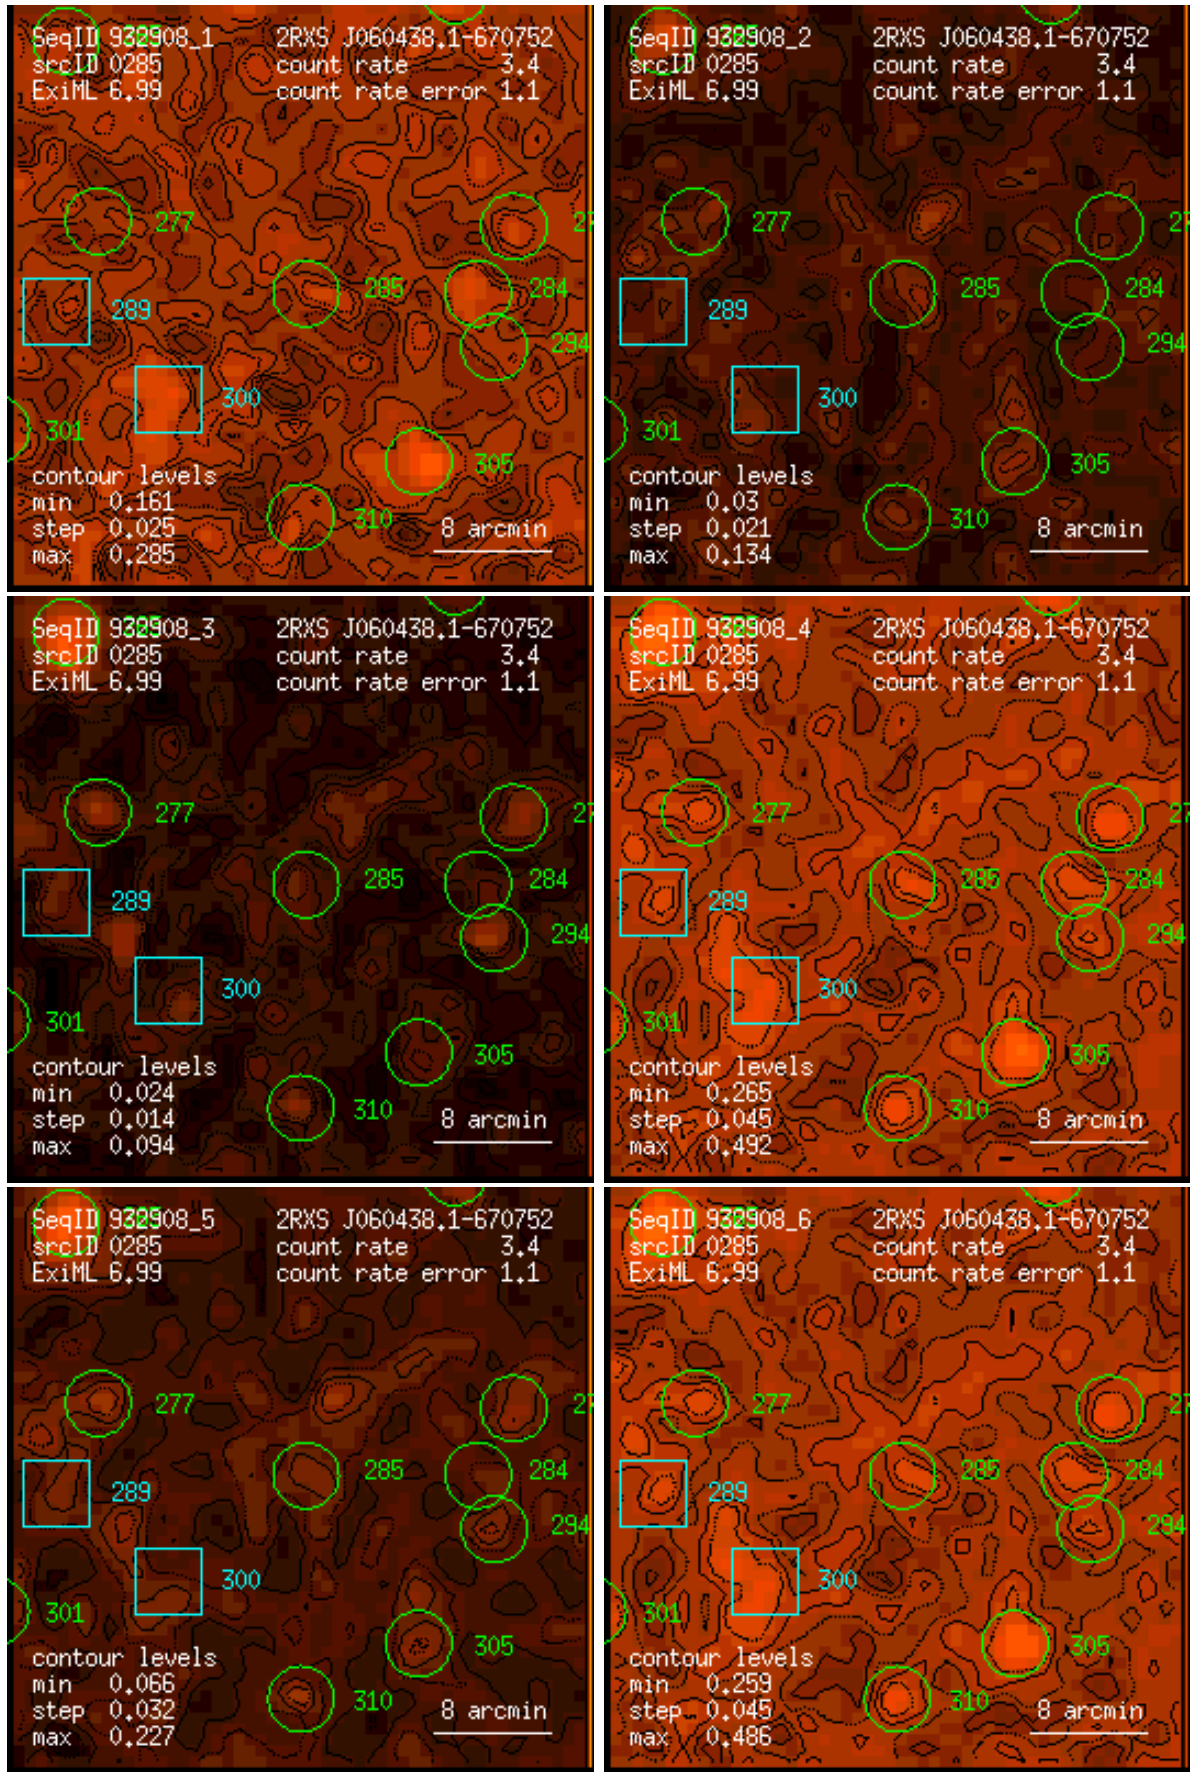 SeqID 932908_1 2RXS J060438.1-670752
srcID 0285 count rate 3.4
ExiML 6.99 count rate error 1.1
277
27
285
284
289
294
300
301
305
contour levels
min 0.161
310
step 0.025
8 arcmin
max 0.285
SeqID 932908_2 2RXS J060438.1-670752
srcID 0285 count rate 3.4
ExiML 6.99 count rate error 1.1
277
27
285
284
289
294
300
301
305
contour levels
min 0.03
310
step 0.021
8 arcmin
max 0.134
SeqID 932908_3 2RXS J060438.1-670752
srcID 0285 count rate 3.4
ExiML 6.99 count rate error 1.1
277
27
285
284
289
294
300
301
305
contour levels
min 0.024
310
step 0.014
8 arcmin
max 0.094
SeqID 932908_4 2RXS J060438.1-670752
srcID 0285 count rate 3.4
ExiML 6.99 count rate error 1.1
277
27
285
284
289
294
300
301
305
contour levels
min 0.265
310
step 0.045
8 arcmin
max 0.492
SeqID 932908_5 2RXS J060438.1-670752
srcID 0285 count rate 3.4
ExiML 6.99 count rate error 1.1
277
27
285
284
289
294
300
301
305
contour levels
min 0.066
310
step 0.032
8 arcmin
max 0.227
SeqID 932908_6 2RXS J060438.1-670752
srcID 0285 count rate 3.4
ExiML 6.99 count rate error 1.1
277
27
285
284
289
294
300
301
305
contour levels
min 0.259
310
step 0.045
8 arcmin
max 0.486